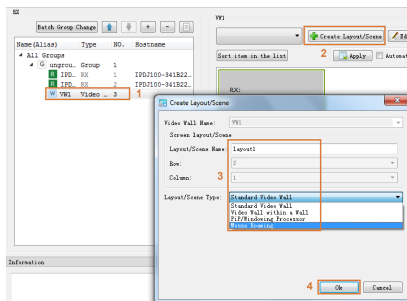 RX
Batch Group Change
+
-
Name(Alias) Type NO. Hostname
All Groups
G ungrou... Group 1
R IPD... RX 1 IPDJ100-341B22...
R IPD... RX 2 IPDJ100-341B22...
W VW1 Video ... 3
1
Information
VW1
Create Layout/Scene
Sort item in the list
2
Apply
Automat
RX:
Create Layout/Scene
Video Wall Name: VW1
Screen layout/Scene
Layout/Scene Name: layout1
Row: 2
Column: 1
3
Layout/Scene Type: Standard Video Wall
Standard Video Wall
Video Wall within a Wall
PiP/Windowing Processor
Mouse Roaming
4
Ok
Cancel